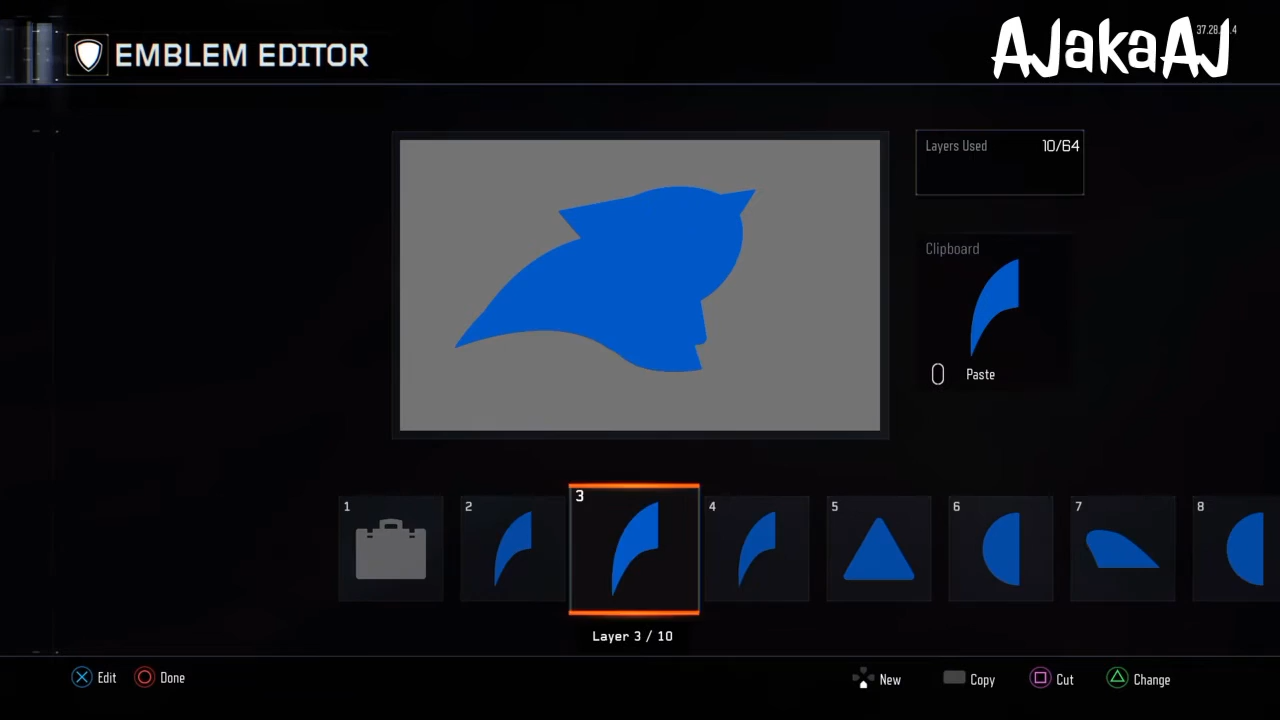 EMBLEM EDITOR
AJakaAJ
Layers Used 10/64
Clipboard
Paste
1 2 3 4 5 6 7 8
Layer 3 / 10
Edit Done New Copy Cut Change